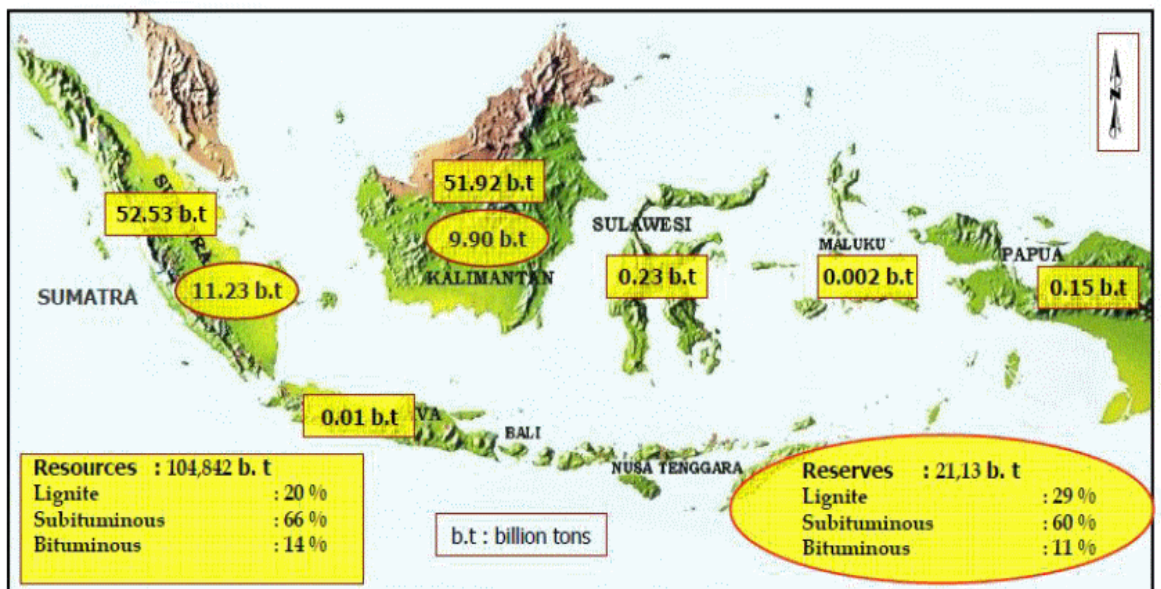 N
51.92 b.t
52.53 b.t
SUMATRA
9.90 b.t
SULAWESI
KALIMANTAN
MALUKU
PAPUA
0.23 b.t
0.002 b.t
0.15 b.t
11.23 b.t
SUMATRA
0.01 b.t
BALI
NUSA TENGGARA
Resources : 104,842 b. t
Lignite : 20 %
Subituminous : 66 %
Bituminous : 14 %
b.t : billion tons
Reserves : 21,13 b. t
Lignite : 29 %
Subituminous : 60 %
Bituminous : 11 %